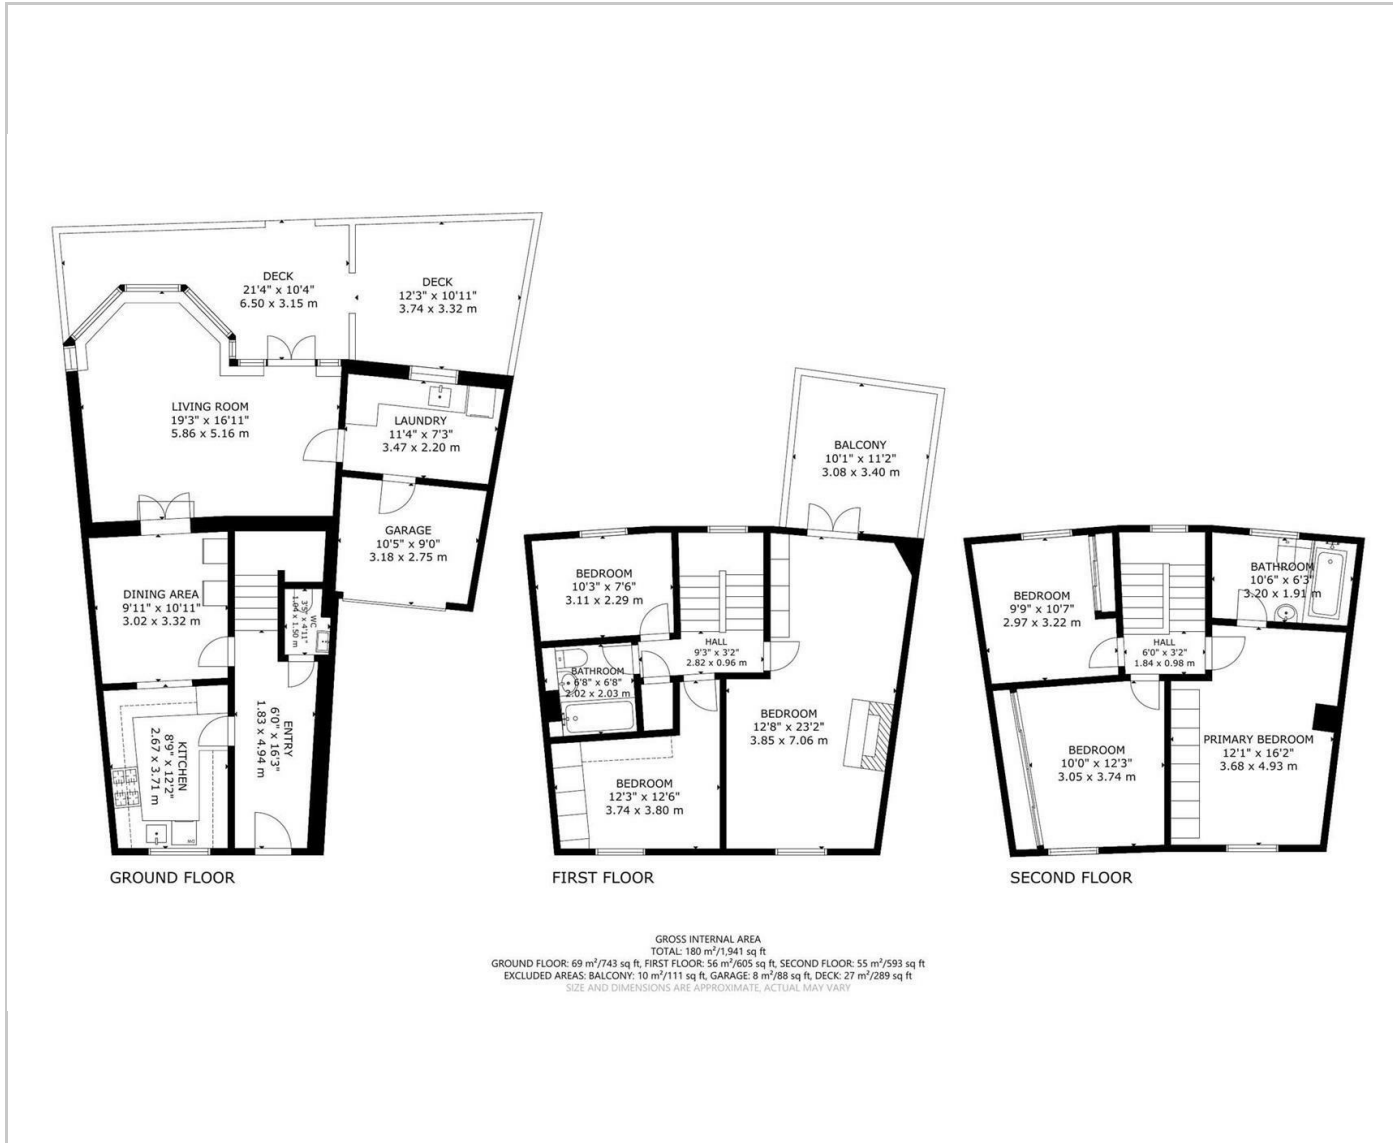 DECK
21'4" x 10'4"
6.50 x 3.15 m
DECK
12'3" x 10'11"
3.74 x 3.32 m
LIVING ROOM
19'3" x 16'11"
5.86 x 5.16 m
LAUNDRY
11'4" x 7'3"
3.47 x 2.20 m
GARAGE
10'5" x 9'0"
3.18 x 2.75 m
DINING AREA
9'11" x 10'11"
3.02 x 3.32 m
WC
3'5" x 4'11"
1.04 x 1.50 m
ENTRY
6'0" x 16'3"
1.83 x 4.94 m
KITCHEN
8'9" x 12'2"
2.67 x 3.71 m
GROUND FLOOR
BALCONY
10'1" x 11'2"
3.08 x 3.40 m
BEDROOM
10'3" x 7'6"
3.11 x 2.29 m
HALL
9'3" x 3'2"
2.82 x 0.96 m
BATHROOM
6'8" x 6'8"
2.02 x 2.03 m
BEDROOM
12'8" x 23'2"
3.85 x 7.06 m
BEDROOM
12'3" x 12'6"
3.74 x 3.80 m
FIRST FLOOR
BEDROOM
9'9" x 10'7"
2.97 x 3.22 m
BATHROOM
10'6" x 6'3"
3.20 x 1.91 m
HALL
6'0" x 3'2"
1.84 x 0.98 m
BEDROOM
10'0" x 12'3"
3.05 x 3.74 m
PRIMARY BEDROOM
12'1" x 16'2"
3.68 x 4.93 m
SECOND FLOOR
GROSS INTERNAL AREA
TOTAL: 180 m²/1,941 sq ft
GROUND FLOOR: 69 m²/743 sq ft, FIRST FLOOR: 56 m²/605 sq ft, SECOND FLOOR: 55 m²/593 sq ft
EXCLUDED AREAS: BALCONY: 10 m²/111 sq ft, GARAGE: 8 m²/88 sq ft, DECK: 27 m²/289 sq ft
SIZE AND DIMENSIONS ARE APPROXIMATE, ACTUAL MAY VARY